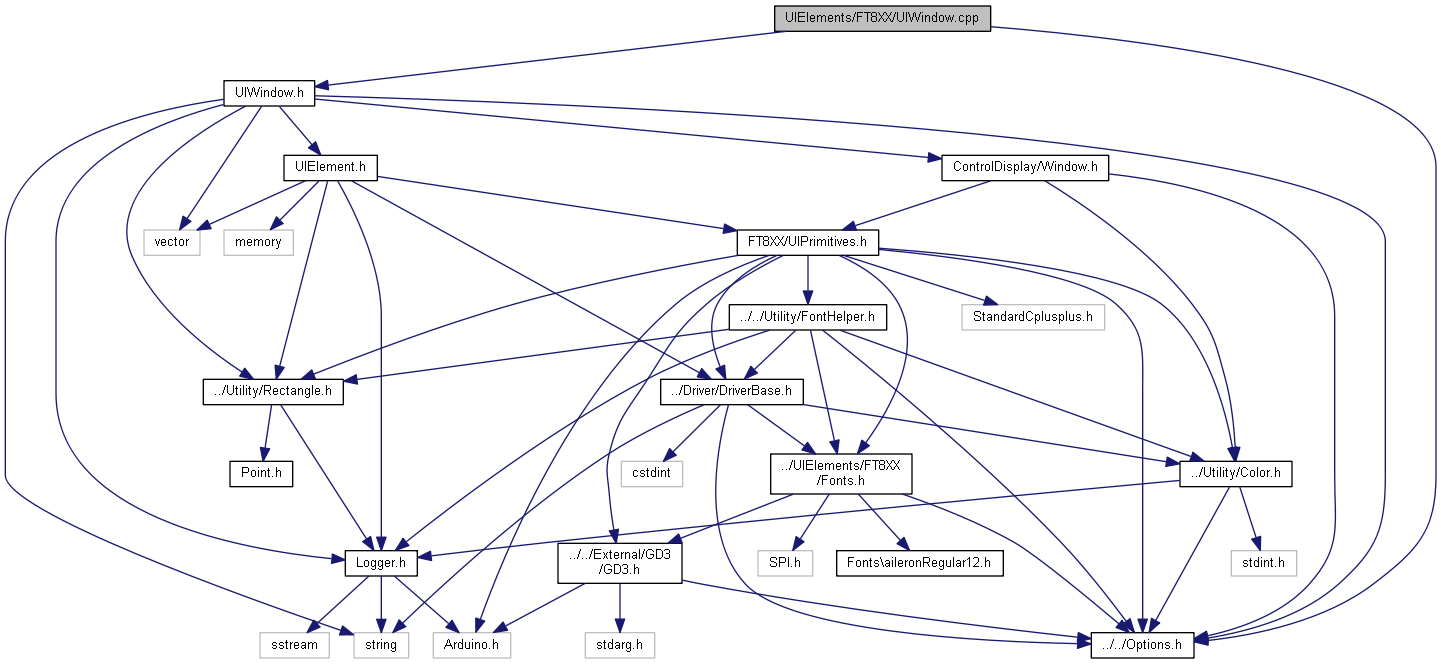 UIElements/FT8XX/UIWindow.cpp
UIWindow.h
UIElement.h
ControlDisplay/Window.h
vector
memory
FT8XX/UIPrimitives.h
../../Utility/FontHelper.h
StandardCplusplus.h
../Utility/Rectangle.h
../Driver/DriverBase.h
Point.h
cstdint
../UIElements/FT8XX
/Fonts.h
../Utility/Color.h
Logger.h
../../External/GD3
/GD3.h
SPI.h
Fonts\aileronRegular12.h
stdint.h
sstream
string
Arduino.h
stdarg.h
../../Options.h